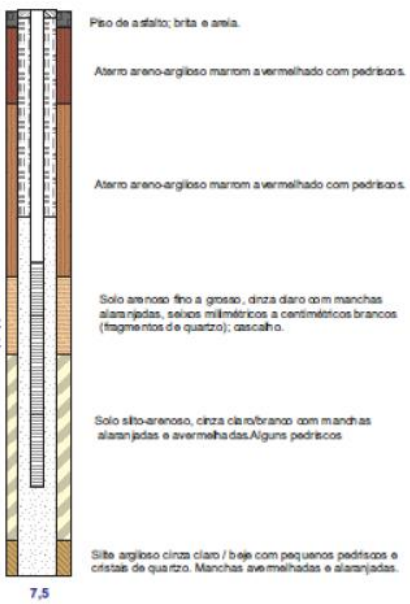 Piso de asfalto; brita e areia.
Aterro areno-argiloso marrom avermelhado com pedriscos.
Aterro areno-argiloso marrom avermelhado com pedriscos.
Solo arenoso fino a grosso, cinza claro com manchas
alaranjadas, seixos milimétricos a centimétricos brancos
(fragmentos de quartzo); cascalho.
Solo silto-arenoso, cinza claro/branco com manchas
alaranjadas e avermelhadas.Alguns pedriscos
Silte argiloso cinza claro / beje com pequenos pedriscos e
cristais de quartzo. Manchas avermelhadas e alaranjadas.
7,5